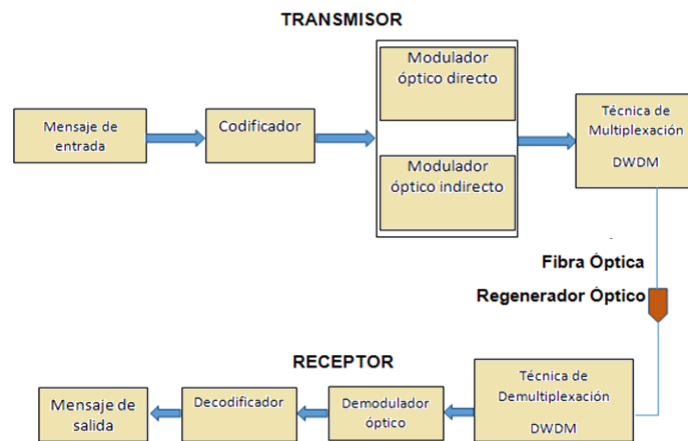 TRANSMISOR
Mensaje de
entrada
Codificador
Modulador
óptico directo
Modulador
óptico indirecto
Técnica de
Multiplexación
DWDM
Fibra Óptica
Regenerador Óptico
RECEPTOR
Mensaje de
salida
Decodificador
Demodulador
óptico
Técnica de
Demultiplexación
DWDM